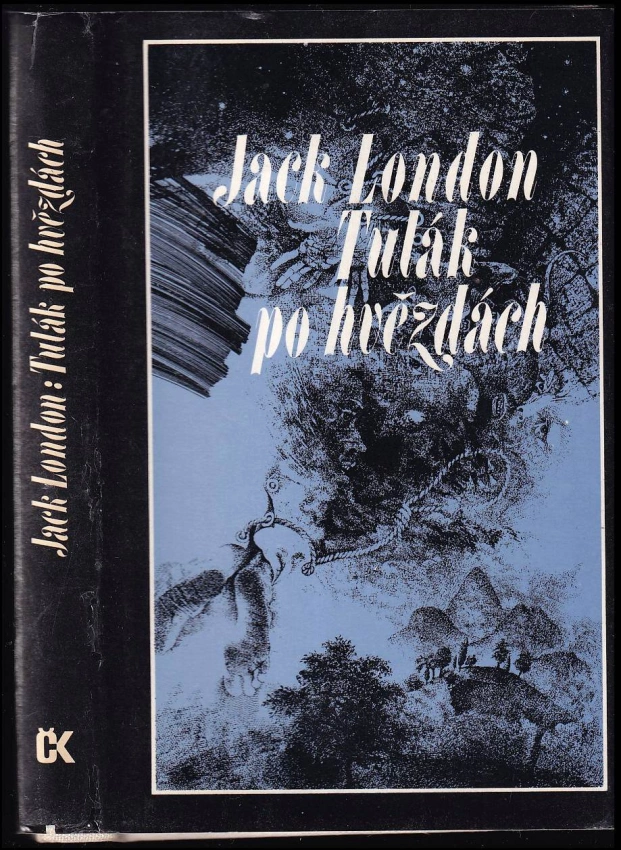 Jack London
Tulák
po hvězdách
Jack London: Tulák po hvězdách
ČK